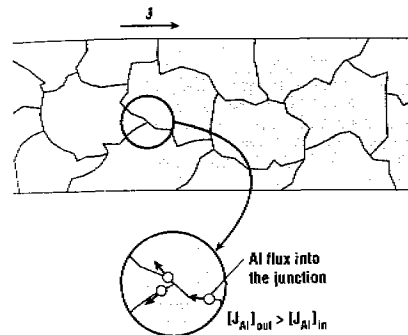 J
Al flux into
the junction
[J_Al]_out > [J_Al]_in